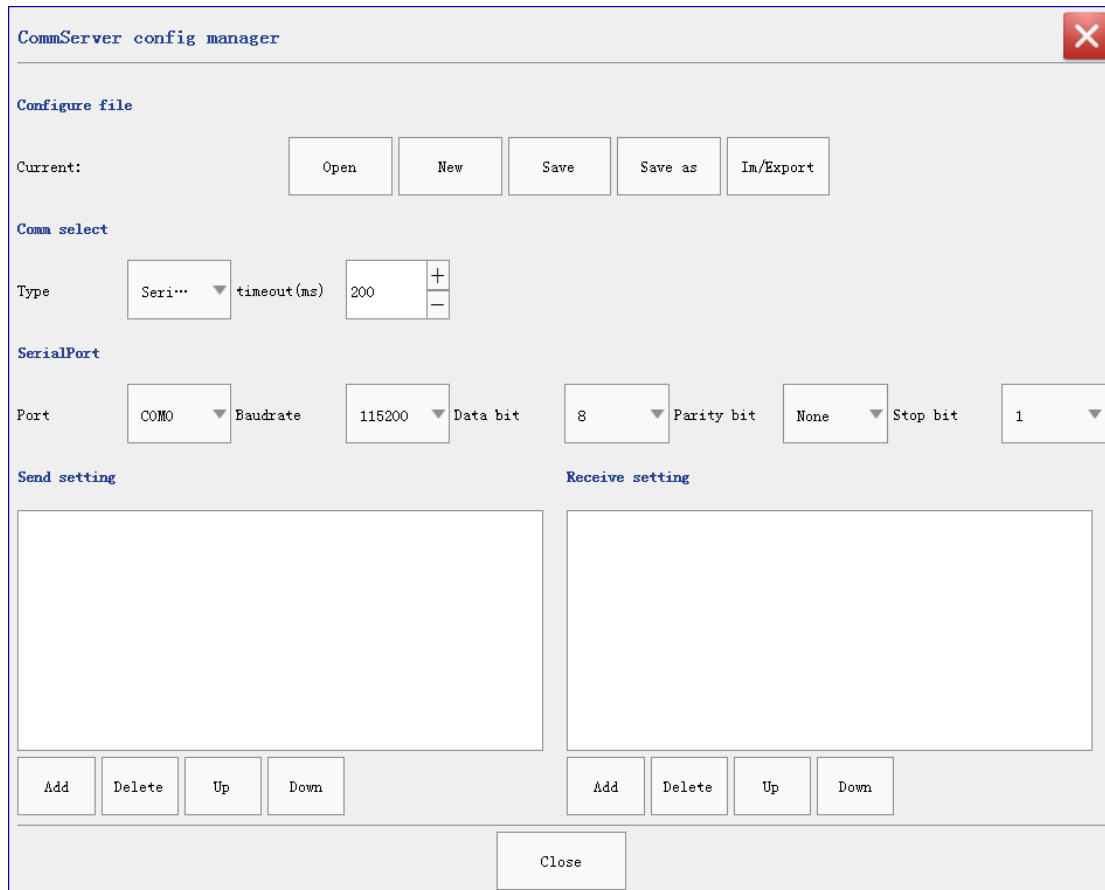 CommServer config manager
Configure file
Current: Open New Save Save as Im/Export
Comm select
Type Seri… timeout(ms) 200 + −
SerialPort
Port COM0 Baudrate 115200 Data bit 8 Parity bit None Stop bit 1
Send setting Receive setting
Add Delete Up Down Add Delete Up Down
Close